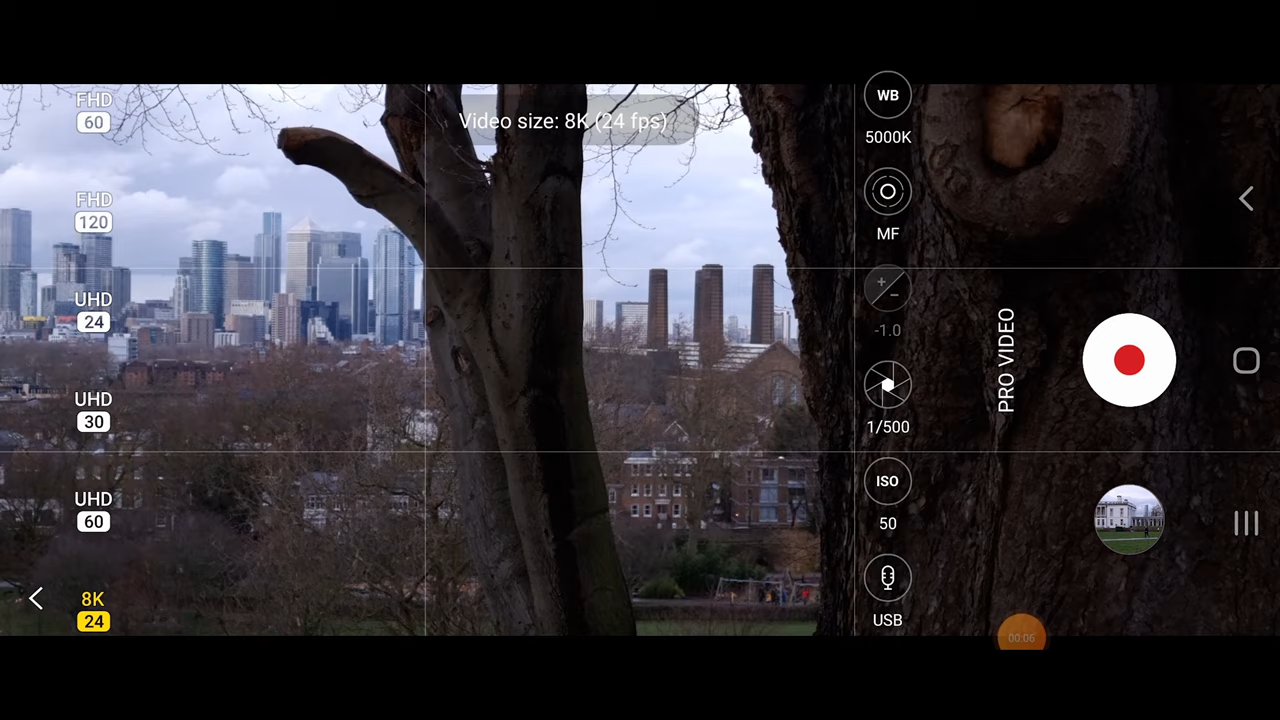 FHD
60
FHD
120
UHD
24
UHD
30
UHD
60
8K
24
Video size: 8K (24 fps)
WB
5000K
MF
-1.0
1/500
ISO
50
USB
PRO VIDEO
00:06